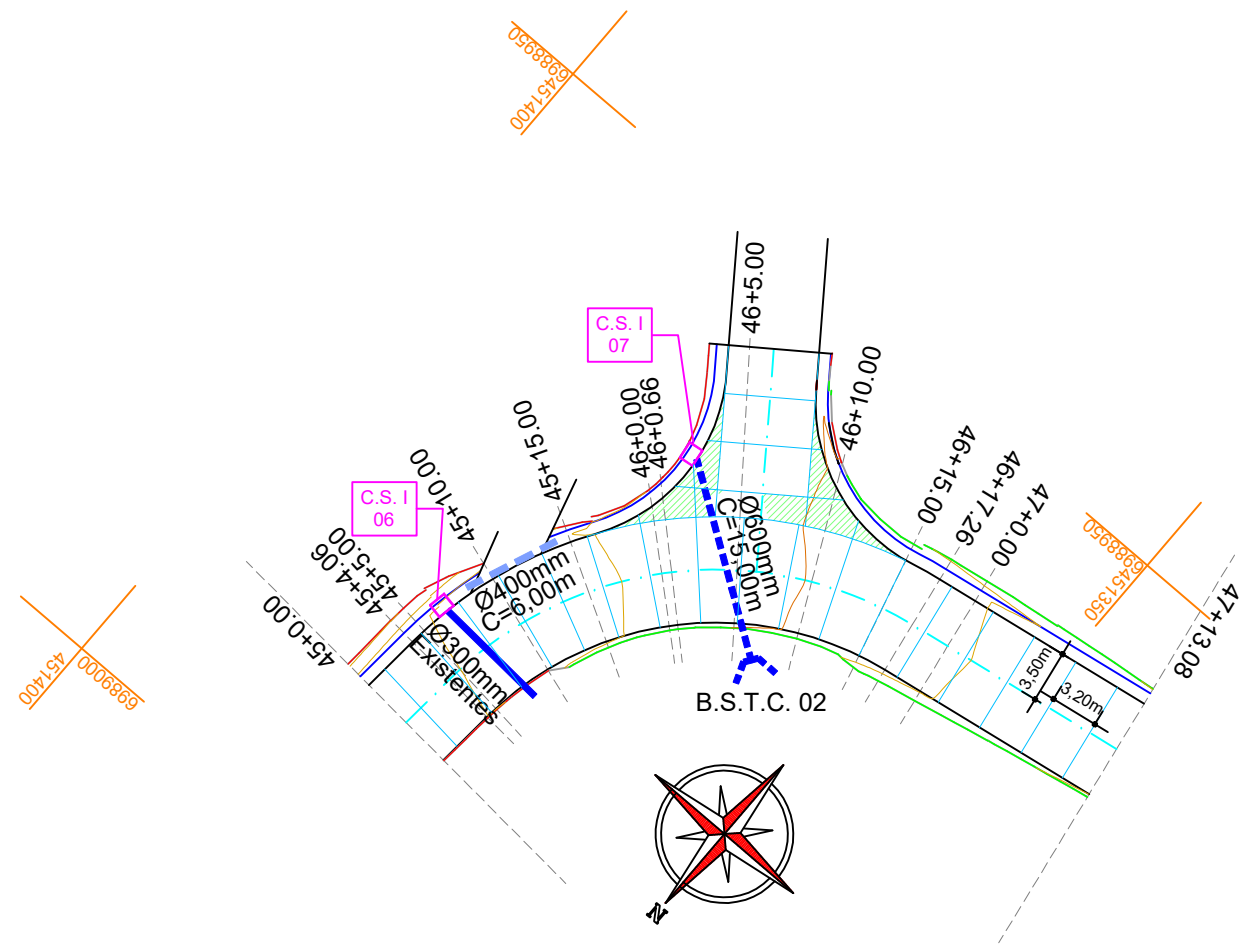 6988950
451400
46+5.00
C.S. I
07
46+10.00
46+0.00
46+0.66
45+15.00
46+15.00
46+17.26
47+0.00
45+10.00
C.S. I
06
45+5.00
45+4.06
45+0.00
Ø600mm
C=15.00m
6988950
451350
47+13.08
Ø400mm
C=6.00m
Ø300mm
Existentes
451400
6989000
3,50m
3,20m
B.S.T.C. 02
N